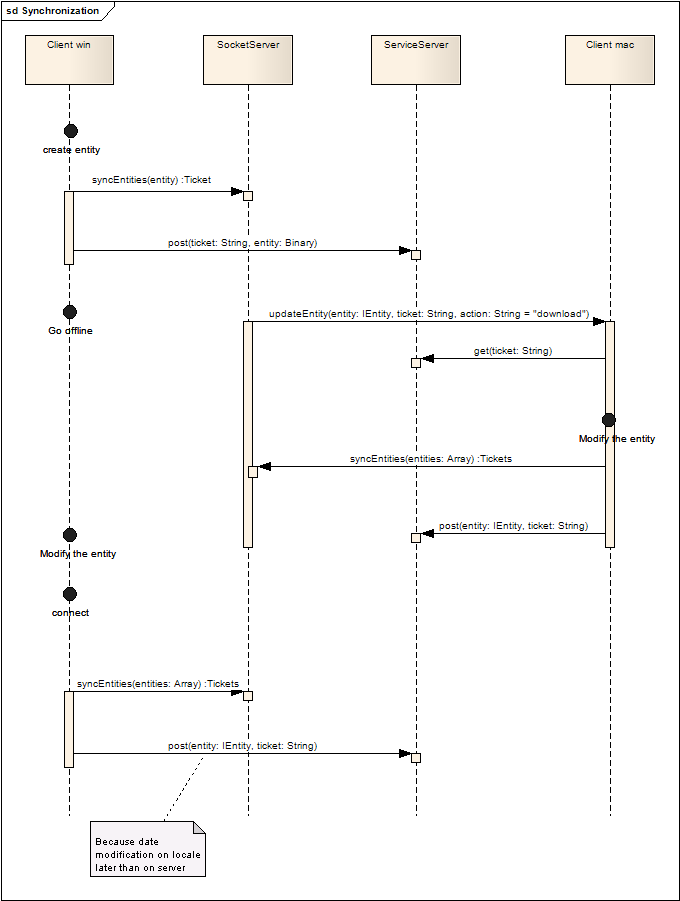 sd Synchronization
Client win
SocketServer
ServiceServer
Client mac
create entity
syncEntities(entity) :Ticket
post(ticket: String, entity: Binary)
Go offline
updateEntity(entity: IEntity, ticket: String, action: String = "download")
get(ticket: String)
Modify the entity
syncEntities(entities: Array) :Tickets
post(entity: IEntity, ticket: String)
Modify the entity
connect
syncEntities(entities: Array) :Tickets
post(entity: IEntity, ticket: String)
Because date
modification on locale
later than on server